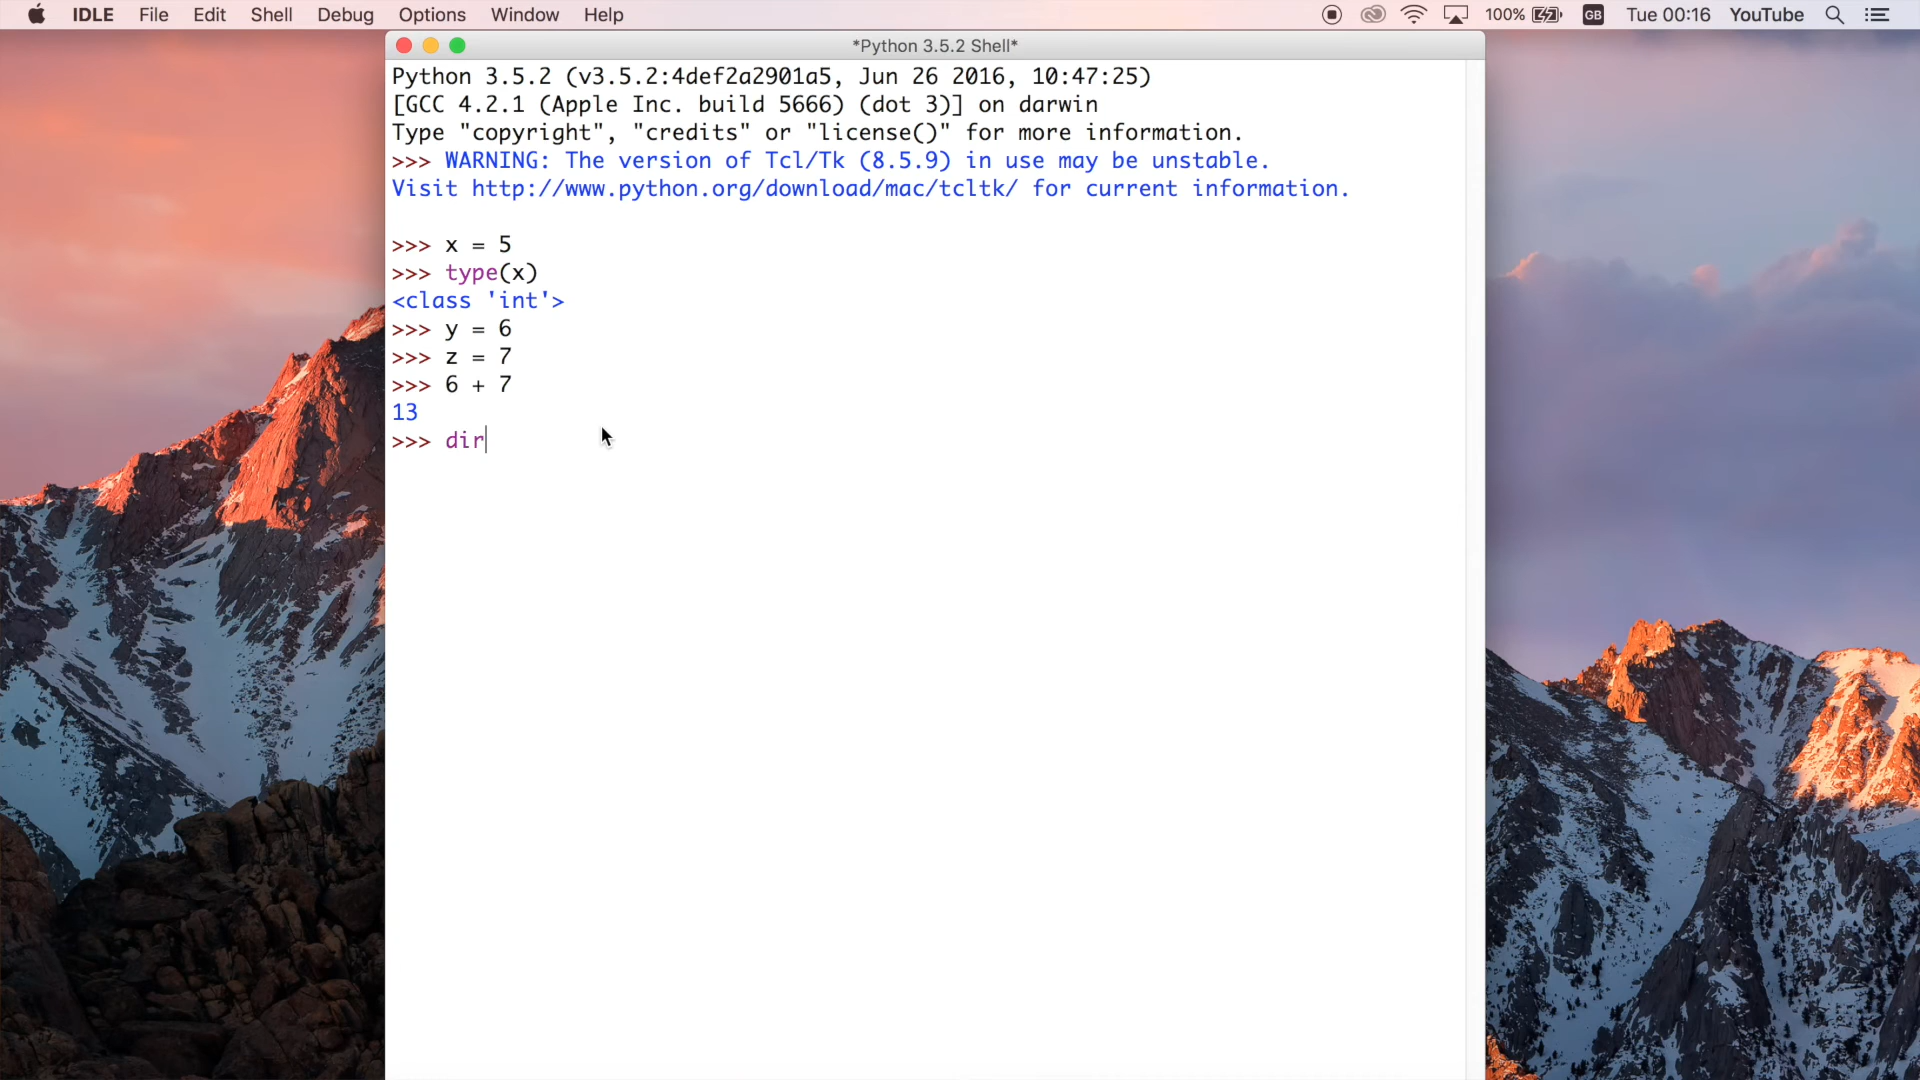 IDLE File Edit Shell Debug Options Window Help 100% GB Tue 00:16 YouTube
*Python 3.5.2 Shell*
Python 3.5.2 (v3.5.2:4def2a2901a5, Jun 26 2016, 10:47:25)
[GCC 4.2.1 (Apple Inc. build 5666) (dot 3)] on darwin
Type "copyright", "credits" or "license()" for more information.
>>> WARNING: The version of Tcl/Tk (8.5.9) in use may be unstable.
Visit http://www.python.org/download/mac/tcltk/ for current information.
>>> x = 5
>>> type(x)
<class 'int'>
>>> y = 6
>>> z = 7
>>> 6 + 7
13
>>> dir